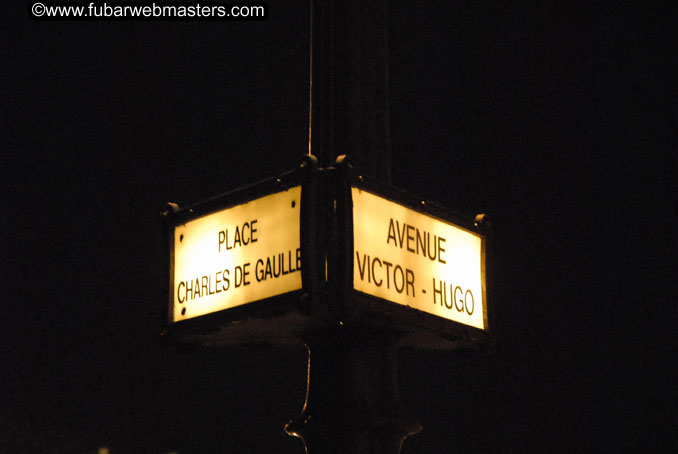 ©www.fubarwebmasters.com
PLACE
CHARLES DE GAULLE
AVENUE
VICTOR - HUGO